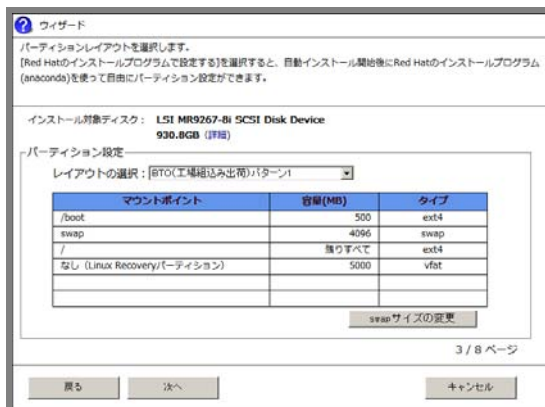 ウィザード
パーティションレイアウトを選択します。
[Red Hatのインストールプログラムで設定する]を選択すると、自動インストール開始後にRed Hatのインストールプログラム
(anaconda)を使って自由にパーティション設定ができます。
インストール対象ディスク： LSI MR9267-8i SCSI Disk Device
930.8GB (詳細)
パーティション設定
レイアウトの選択：BTO(工場組込み出荷)パターン1
マウントポイント 容量(MB) タイプ
/boot 500 ext4
swap 4096 swap
/ 残りすべて ext4
なし（Linux Recoveryパーティション） 5000 vfat
swapサイズの変更
3 / 8 ページ
戻る 次へ キャンセル